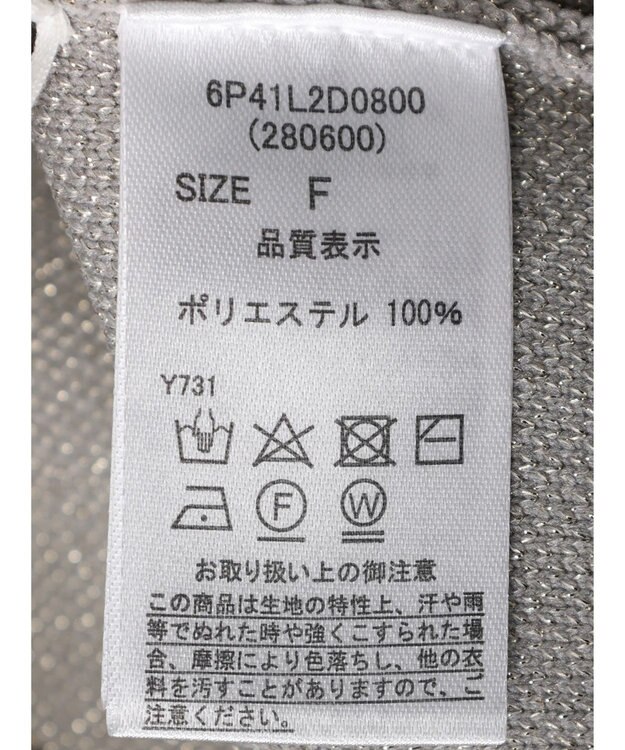 6P41L2D0800
(280600)
SIZE F
品質表示
ポリエステル 100%
Y731
F W
お取り扱い上の御注意
この商品は生地の特性上、汗や雨
等でぬれた時や強くこすられた場
合、摩擦により色落ちし、他の衣
料を汚すことがありますので、ご
注意ください。